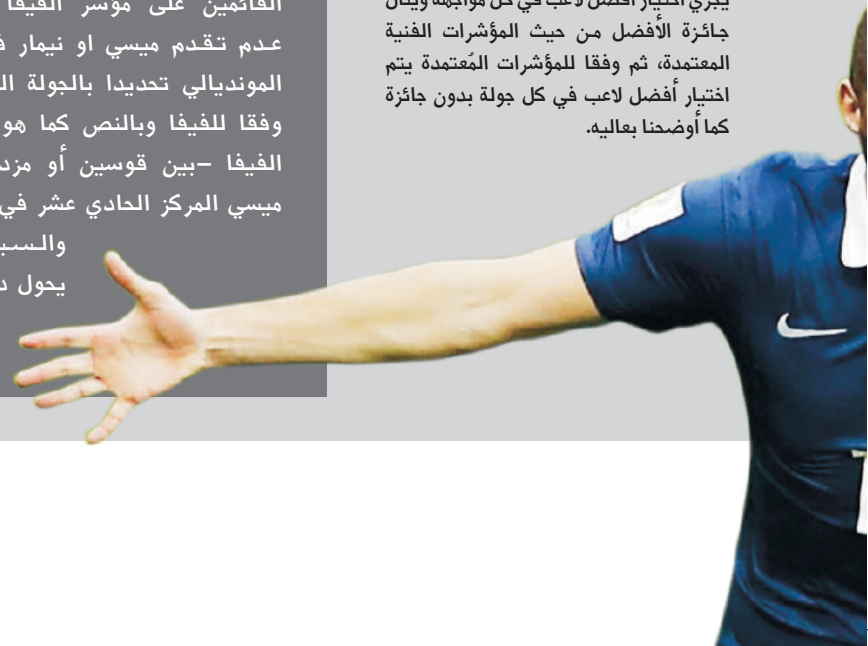 يجري اختيار أفضل لاعب في كل مواجهة وينال
جائزة الأفضل من حيث المؤشرات الفنية
المعتمدة، ثم وفقا للمؤشرات المُعتمدة يتم
اختيار أفضل لاعب في كل جولة بدون جائزة
كما أوضحنا بعاليه.
القائمين على مؤشر الفيفا
عدم تقدم ميسي او نيمار
المونديالي تحديدا بالجولة
وفقا للفيفا وبالنص كما هو
الفيفا –بين قوسين أو
ميسي المركز الحادي عشر في
يحول